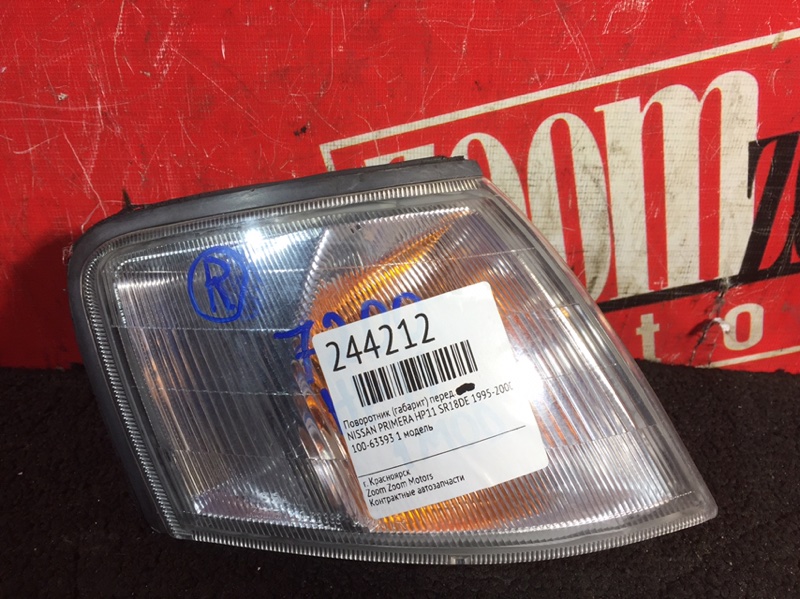 zoom
R
244212
Поворотник (габарит) перед
NISSAN PRIMERA HP11 SR18DE 1995-2000
100-63393 1 модель
г. Красноярск
Zoom Zoom Motors
Контрактные автозапчасти